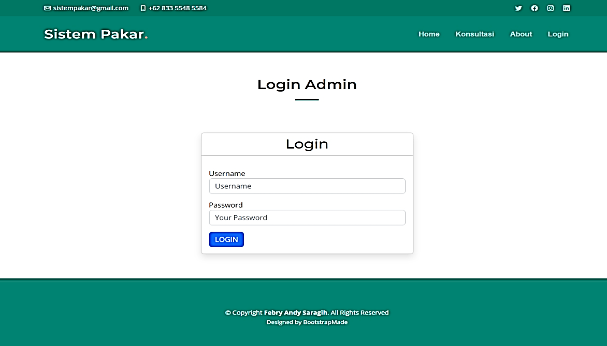 sistempakar@gmail.com +62 833 5548 5584
Sistem Pakar.
Home Konsultasi About Login
Login Admin
Login
Username
Username
Password
Your Password
LOGIN
© Copyright Febry Andy Saragih. All Rights Reserved
Designed by BootstrapMade